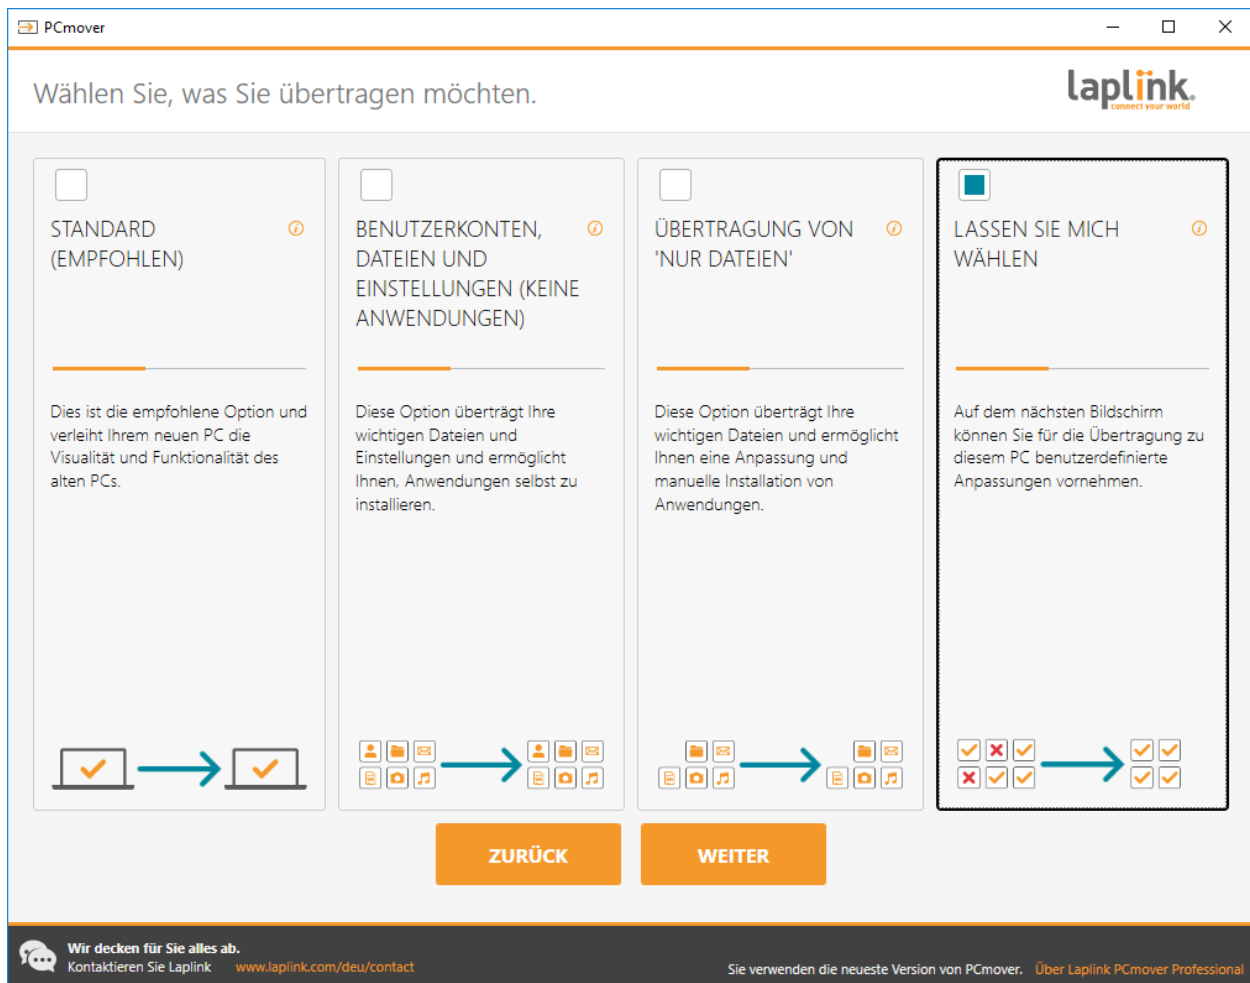 PCmover
Wählen Sie, was Sie übertragen möchten.
laplink.
connect your world
STANDARD
(EMPFOHLEN)
Dies ist die empfohlene Option und
verleiht Ihrem neuen PC die
Visualität und Funktionalität des
alten PCs.
BENUTZERKONTEN,
DATEIEN UND
EINSTELLUNGEN (KEINE
ANWENDUNGEN)
Diese Option überträgt Ihre
wichtigen Dateien und
Einstellungen und ermöglicht
Ihnen, Anwendungen selbst zu
installieren.
ÜBERTRAGUNG VON
'NUR DATEIEN'
Diese Option überträgt Ihre
wichtigen Dateien und ermöglicht
Ihnen eine Anpassung und
manuelle Installation von
Anwendungen.
LASSEN SIE MICH
WÄHLEN
Auf dem nächsten Bildschirm
können Sie für die Übertragung zu
diesem PC benutzerdefinierte
Anpassungen vornehmen.
ZURÜCK
WEITER
Wir decken für Sie alles ab.
Kontaktieren Sie Laplink www.laplink.com/deu/contact
Sie verwenden die neueste Version von PCmover. Über Laplink PCmover Professional